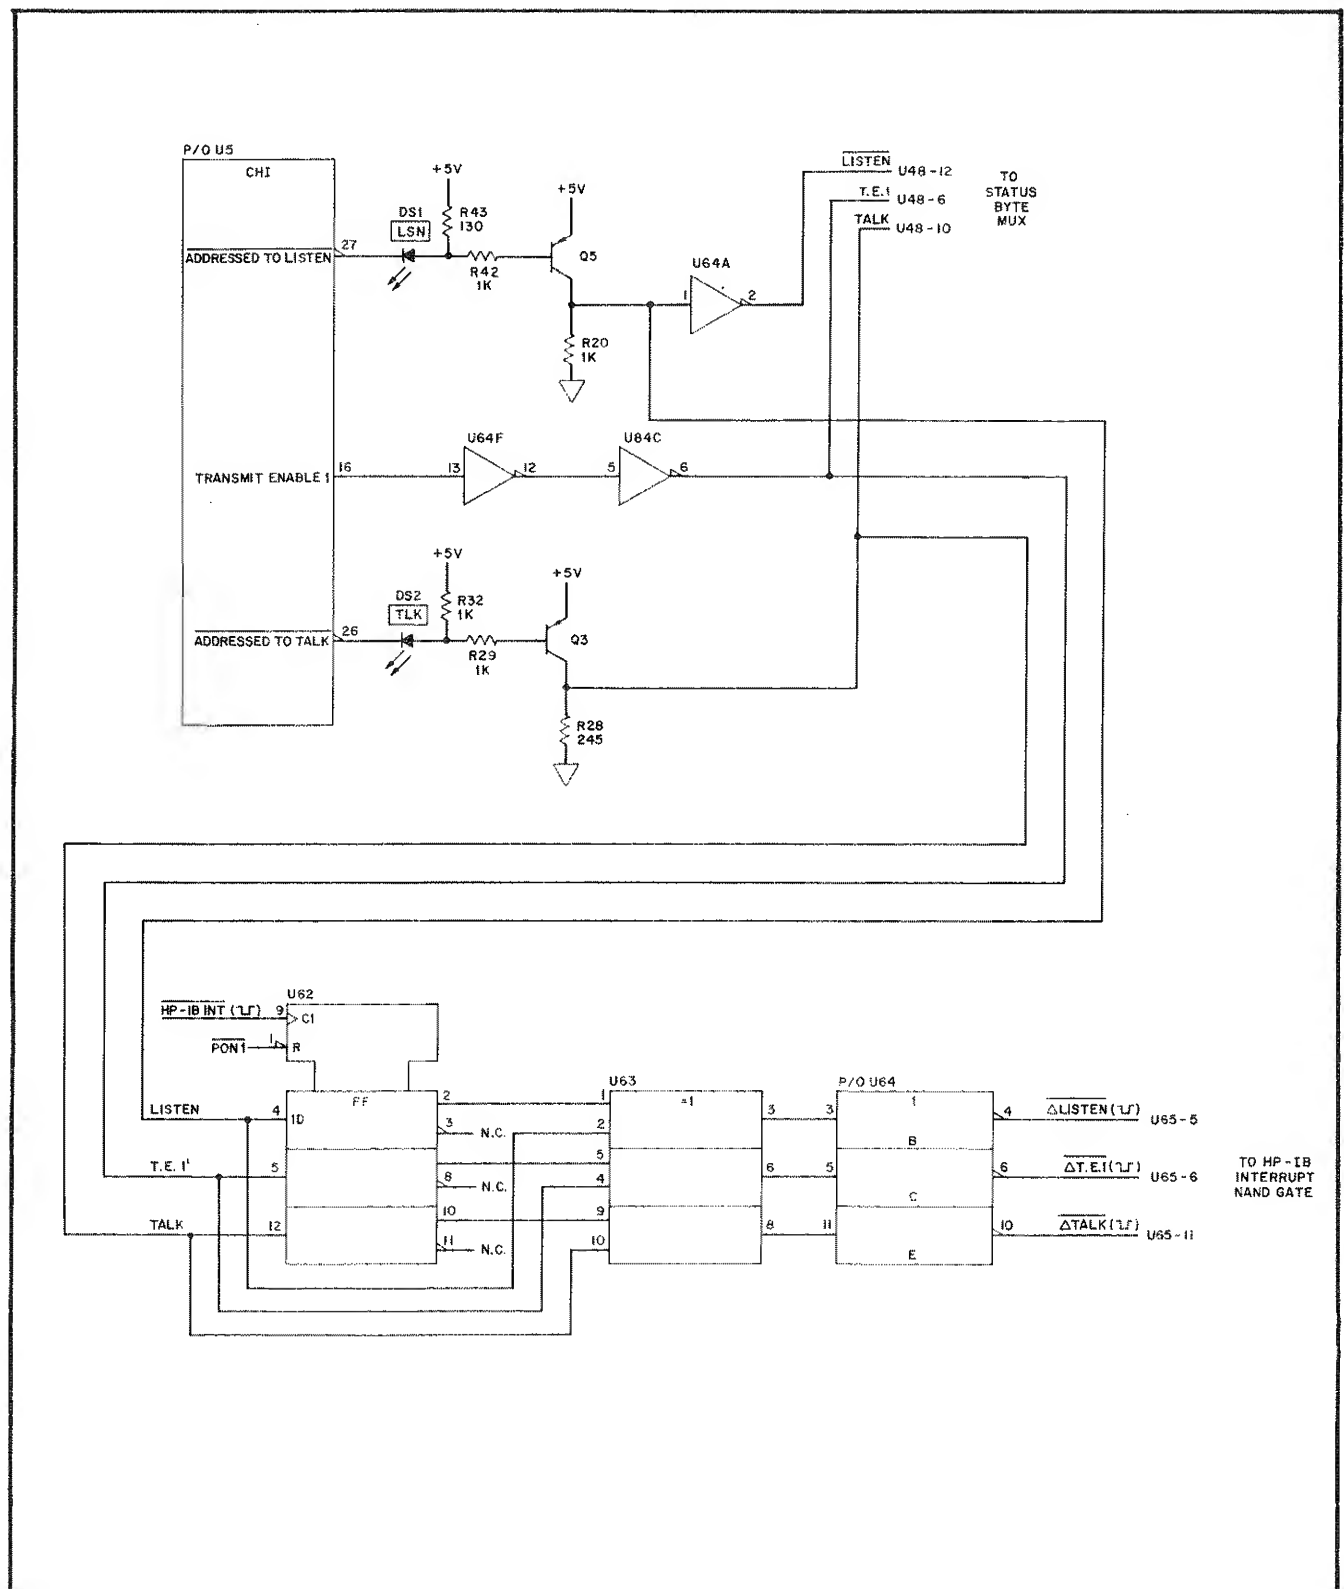 P/O U5
CHI
ADDRESSED TO LISTEN
27
DS1
LSN
+5V
R43
130
R42
1K
+5V
Q5
R20
1K
U64A
1
2
LISTEN
U48-12
T.E.1
U48-6
TALK
U48-10
TO
STATUS
BYTE
MUX
TRANSMIT ENABLE 1
16
U64F
13
12
U84C
5
6
ADDRESSED TO TALK
26
DS2
TLK
+5V
R32
1K
R29
1K
+5V
Q3
R28
245
U62
HP-IB INT
9
C1
PON1
1
R
FF
LISTEN
4
1D
2
3
N.C.
T.E.1'
5
8
N.C.
TALK
12
10
11
N.C.
U63
=1
1
2
3
5
4
6
9
10
8
P/O U64
1
3
B
4
ΔLISTEN
U65-5
5
C
6
ΔT.E.1
U65-6
11
E
10
ΔTALK
U65-11
TO HP-IB
INTERRUPT
NAND GATE